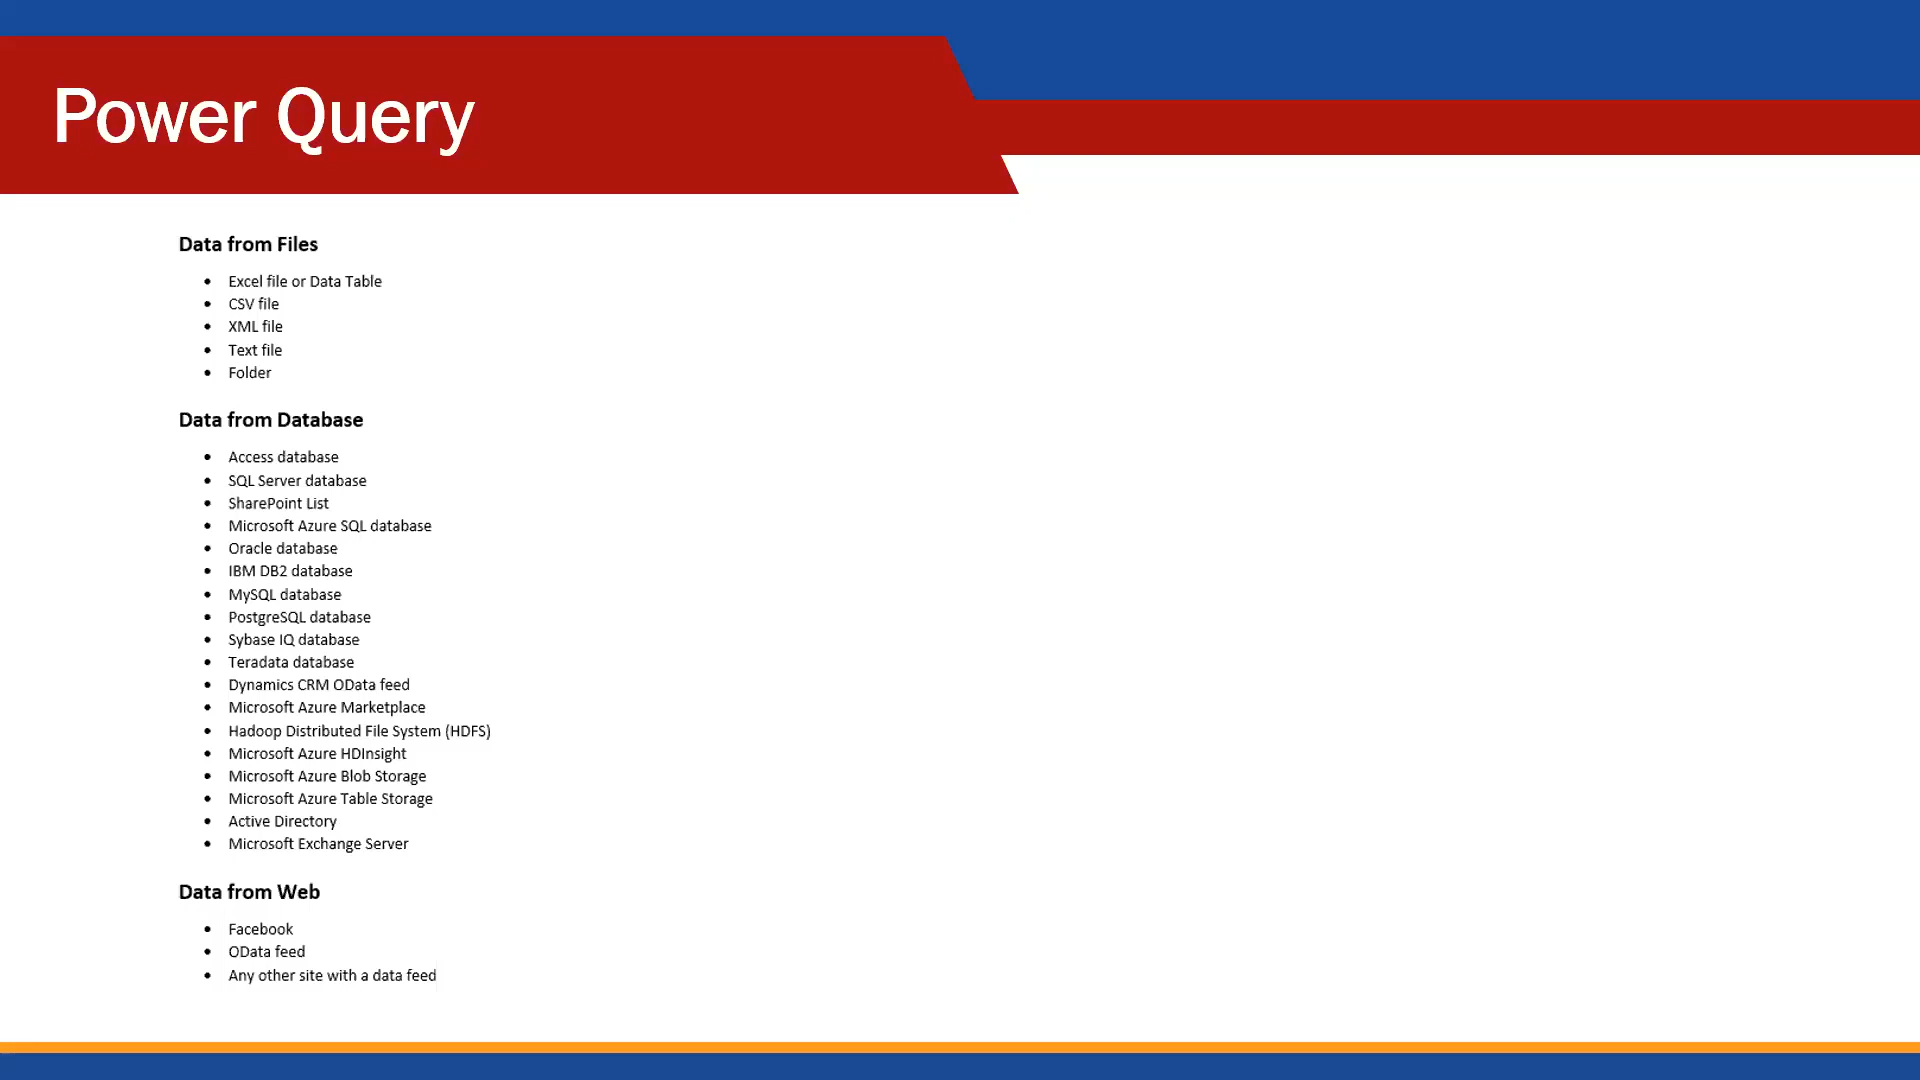 Power Query
Data from Files
• Excel file or Data Table
• CSV file
• XML file
• Text file
• Folder
Data from Database
• Access database
• SQL Server database
• SharePoint List
• Microsoft Azure SQL database
• Oracle database
• IBM DB2 database
• MySQL database
• PostgreSQL database
• Sybase IQ database
• Teradata database
• Dynamics CRM OData feed
• Microsoft Azure Marketplace
• Hadoop Distributed File System (HDFS)
• Microsoft Azure HDInsight
• Microsoft Azure Blob Storage
• Microsoft Azure Table Storage
• Active Directory
• Microsoft Exchange Server
Data from Web
• Facebook
• OData feed
• Any other site with a data feed